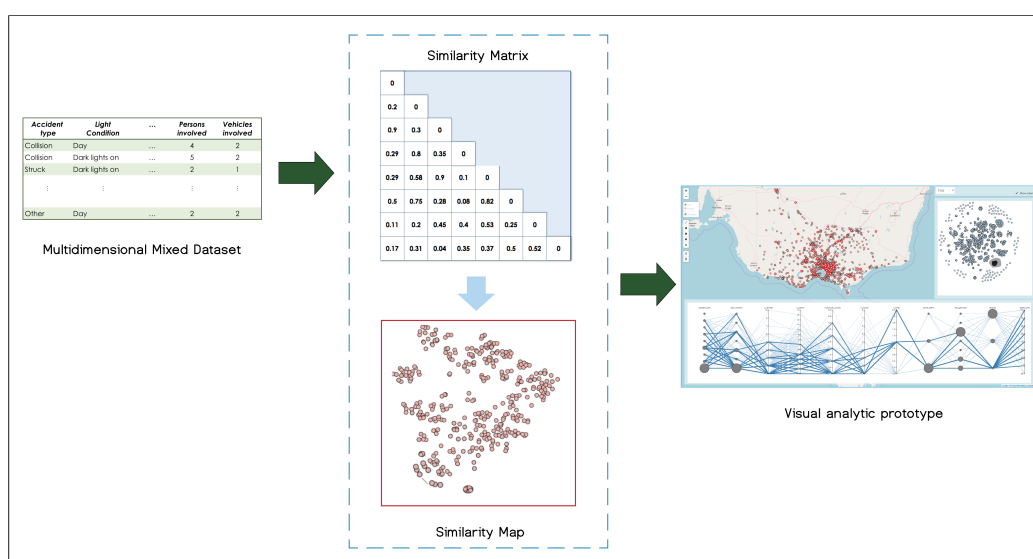 Similarity Matrix
Accident type Light Condition ... Persons involved Vehicles involved
Collision Day ... 4 2
Collision Dark lights on ... 5 2
Struck Dark lights on ... 2 1
⋮ ⋮ ⋮ ⋮
Other Day ... 2 2
Multidimensional Mixed Dataset
0
0.2 0
0.9 0.3 0
0.29 0.8 0.35 0
0.29 0.58 0.9 0.1 0
0.5 0.75 0.28 0.08 0.82 0
0.11 0.2 0.45 0.4 0.53 0.25 0
0.17 0.31 0.04 0.35 0.37 0.5 0.52 0
Similarity Map
Visual analytic prototype